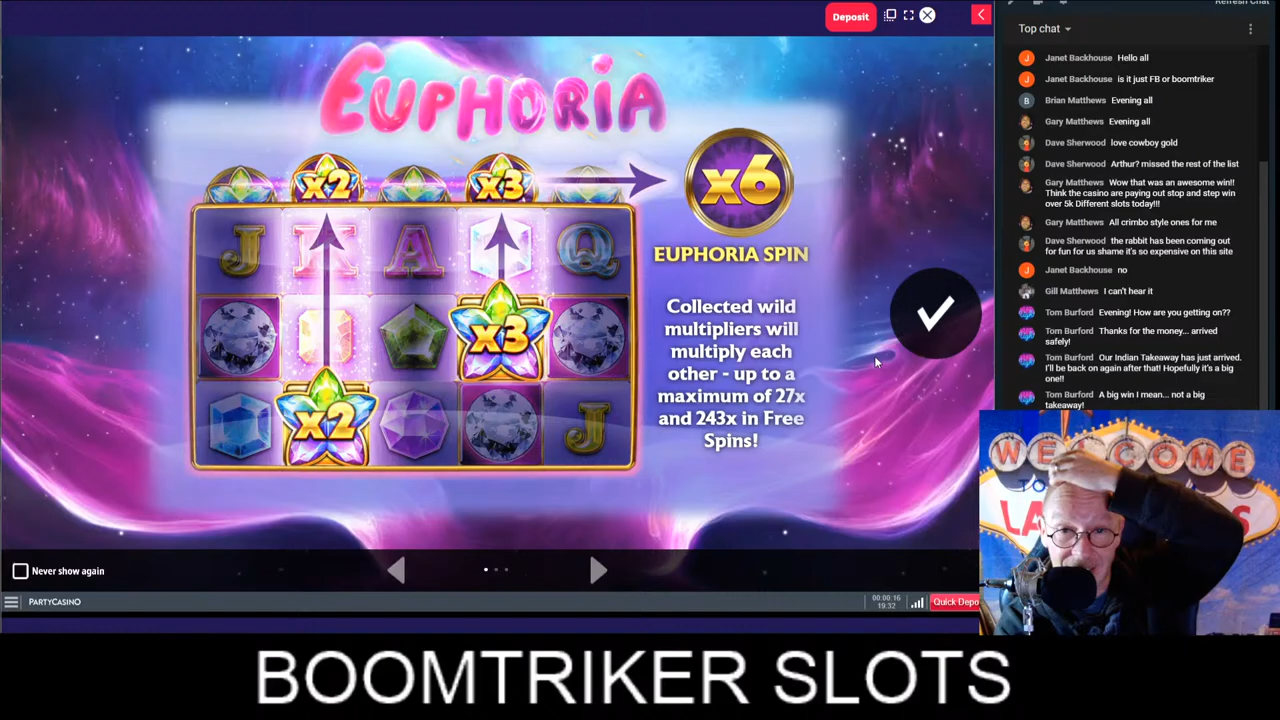 Refresh Chat
Deposit
Top chat
EUPHORIA
J Janet Backhouse Hello all
J Janet Backhouse is it just FB or boomtriker
B Brian Matthews Evening all
Gary Matthews Evening all
Dave Sherwood love cowboy gold
Dave Sherwood Arthur? missed the rest of the list
Gary Matthews Wow that was an awesome win!!
Think the casino are paying out stop and step win
over 5k Different slots today!!!
Gary Matthews All crimbo style ones for me
Dave Sherwood the rabbit has been coming out
for fun for us shame it's so expensive on this site
J Janet Backhouse no
Gill Matthews I can't hear it
Tom Burford Evening! How are you getting on??
Tom Burford Thanks for the money... arrived
safely!
Tom Burford Our Indian Takeaway has just arrived.
I'll be back on again after that! Hopefully it's a big
one!!
Tom Burford A big win I mean... not a big
takeaway!
x2 x3 x6
J K A Q
x3
x2 J
EUPHORIA SPIN
Collected wild
multipliers will
multiply each
other - up to a
maximum of 27x
and 243x in Free
Spins!
WELCOME
TO
LA S
Never show again
PARTYCASINO
00:00:16
19:32
Quick Depo
BOOMTRIKER SLOTS